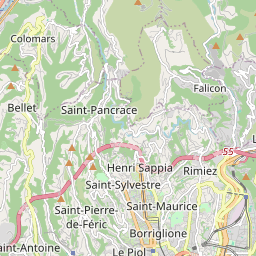 Colomars
Falicon
Bellet
Saint-Pancrace
55
Henri Sappia
Rimiez
Saint-Sylvestre
Saint-Pierre-
de-Féric
Saint-Maurice
Saint-Antoine
Borriglione
Le Piol